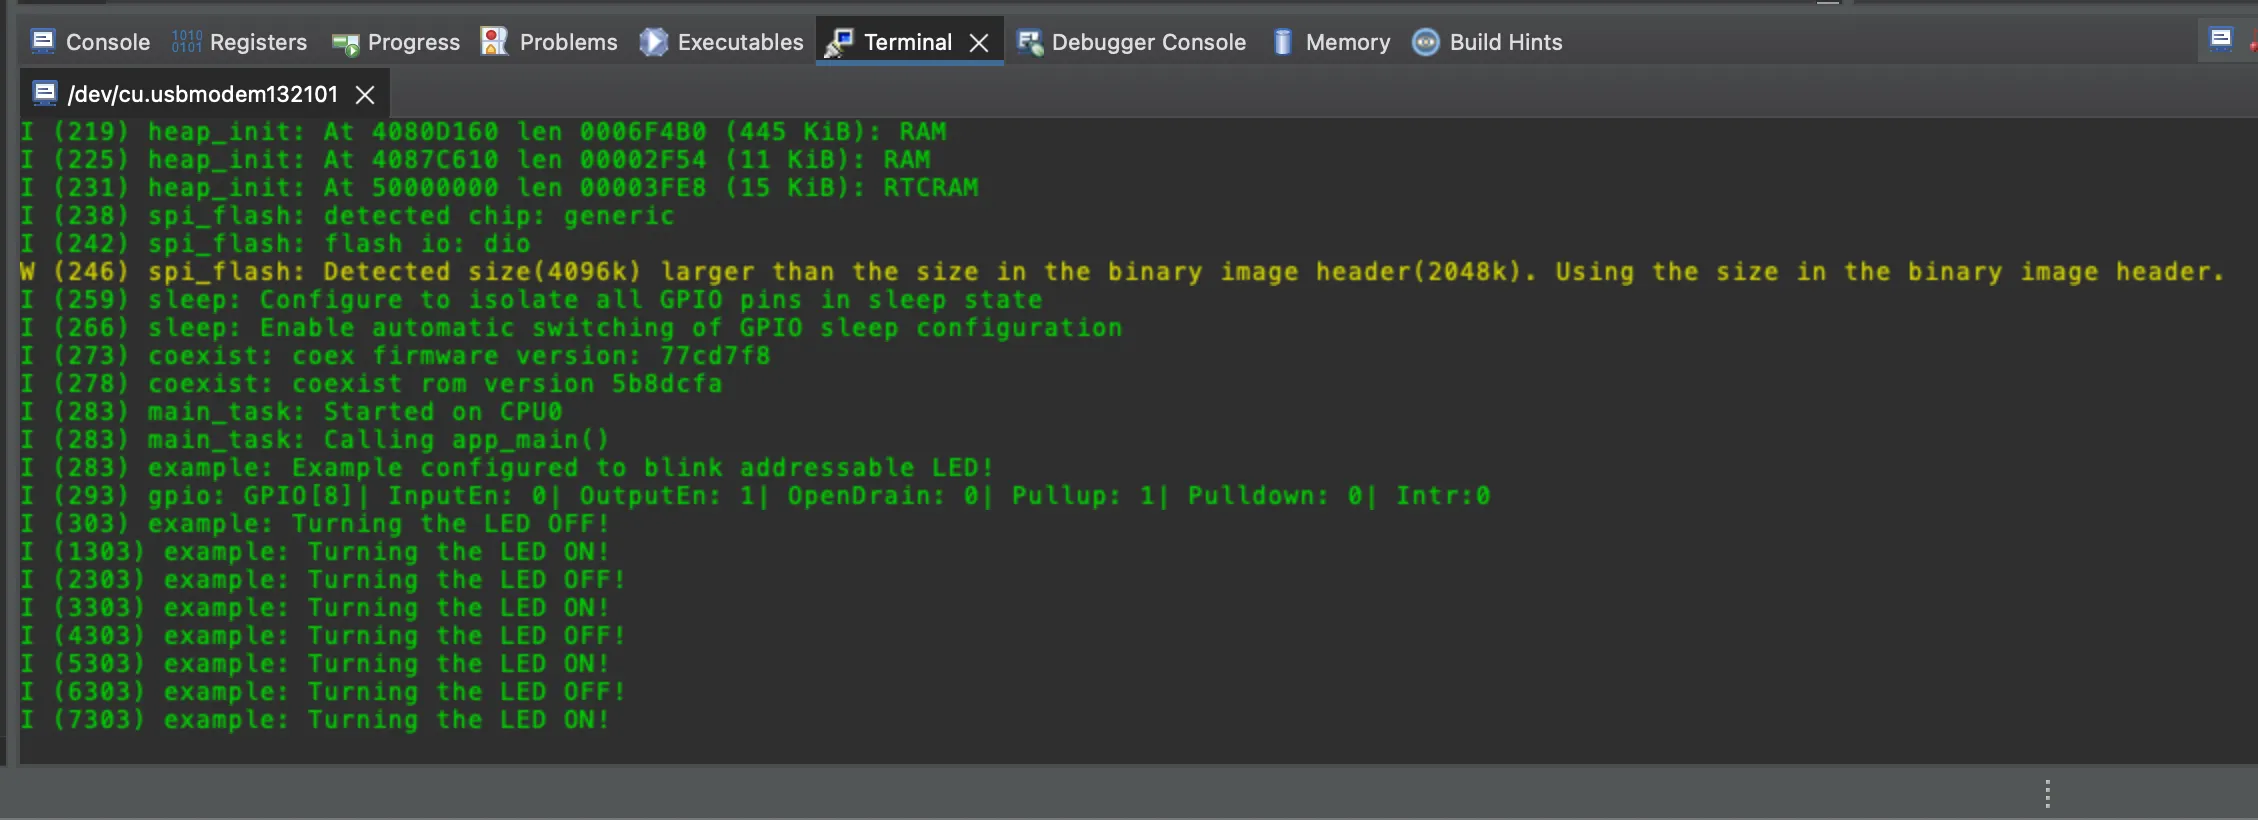 Console 1010 0101 Registers Progress Problems Executables Terminal Debugger Console Memory Build Hints
/dev/cu.usbmodem132101
I (219) heap_init: At 4080D160 len 0006F4B0 (445 KiB): RAM
I (225) heap_init: At 4087C610 len 00002F54 (11 KiB): RAM
I (231) heap_init: At 50000000 len 00003FE8 (15 KiB): RTCRAM
I (238) spi_flash: detected chip: generic
I (242) spi_flash: flash io: dio
W (246) spi_flash: Detected size(4096k) larger than the size in the binary image header(2048k). Using the size in the binary image header.
I (259) sleep: Configure to isolate all GPIO pins in sleep state
I (266) sleep: Enable automatic switching of GPIO sleep configuration
I (273) coexist: coex firmware version: 77cd7f8
I (278) coexist: coexist rom version 5b8dcfa
I (283) main_task: Started on CPU0
I (283) main_task: Calling app_main()
I (283) example: Example configured to blink addressable LED!
I (293) gpio: GPIO[8]| InputEn: 0| OutputEn: 1| OpenDrain: 0| Pullup: 1| Pulldown: 0| Intr:0
I (303) example: Turning the LED OFF!
I (1303) example: Turning the LED ON!
I (2303) example: Turning the LED OFF!
I (3303) example: Turning the LED ON!
I (4303) example: Turning the LED OFF!
I (5303) example: Turning the LED ON!
I (6303) example: Turning the LED OFF!
I (7303) example: Turning the LED ON!